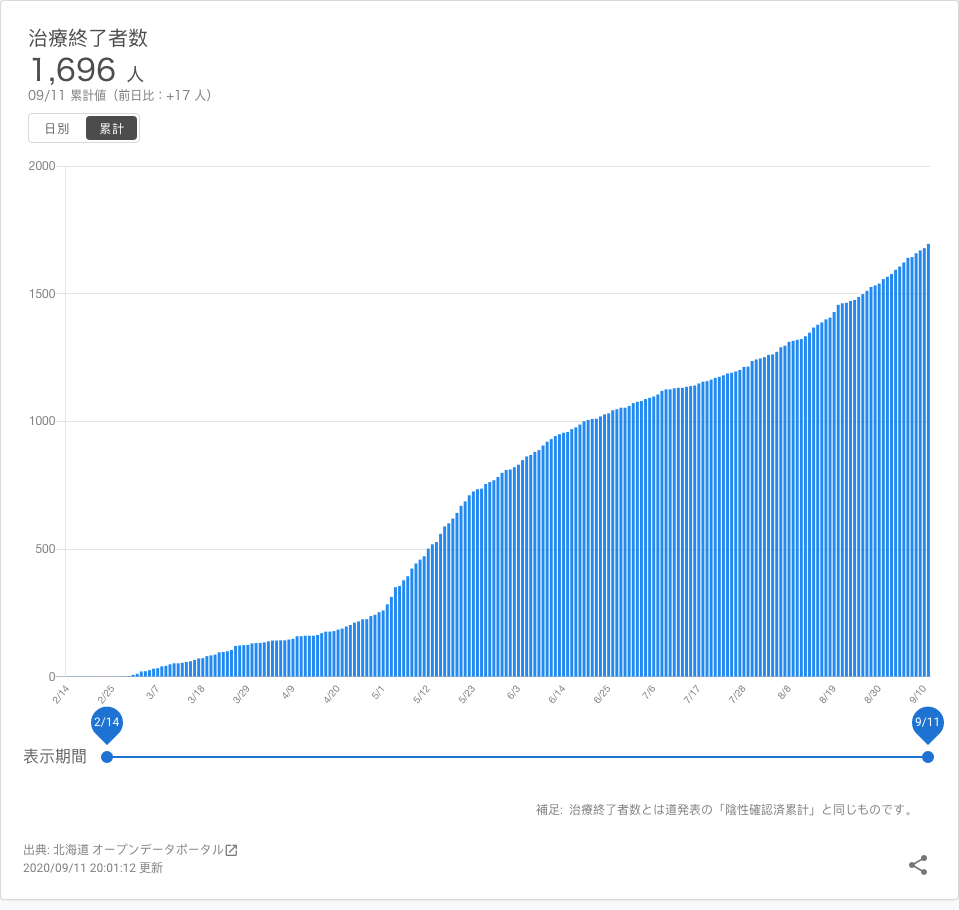 治療終了者数
1,696 人
09/11 累計値（前日比：+17 人）
日別 累計
2000
1500
1000
500
0
2/14 2/25 3/7 3/18 3/29 4/9 4/20 5/1 5/12 5/23 6/3 6/14 6/25 7/6 7/17 7/28 8/8 8/19 8/30 9/10
2/14 9/11
表示期間
補足: 治療終了者数とは道発表の「陰性確認済累計」と同じものです。
出典: 北海道 オープンデータポータル
2020/09/11 20:01:12 更新